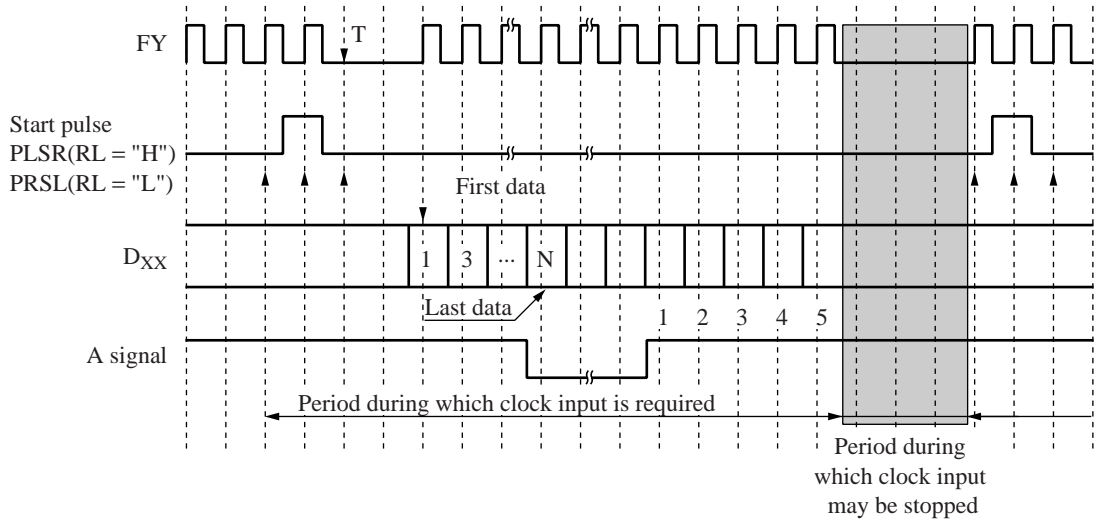 FY
T
Start pulse
PLSR(RL = "H")
PRSL(RL = "L")
First data
DXX
1 3 ... N
Last data
1 2 3 4 5
A signal
Period during which clock input is required
Period during
which clock input
may be stopped